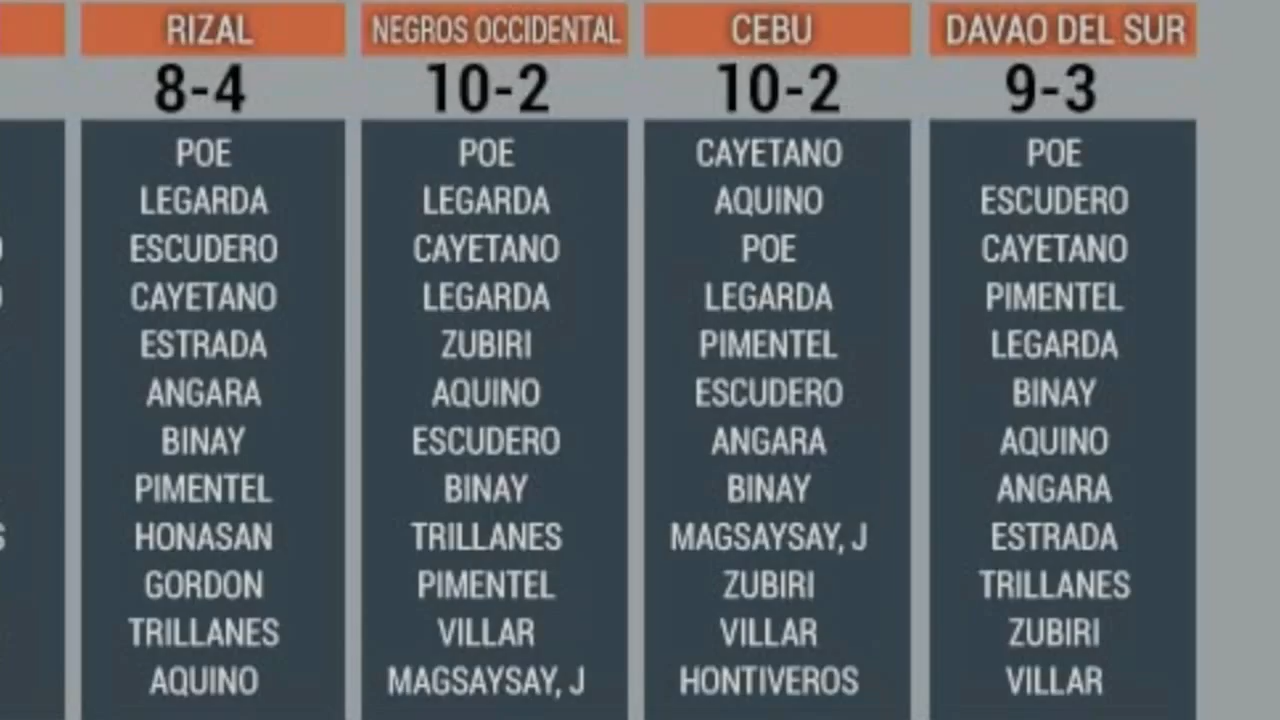 RIZAL
8-4
POE
LEGARDA
ESCUDERO
CAYETANO
ESTRADA
ANGARA
BINAY
PIMENTEL
HONASAN
GORDON
TRILLANES
AQUINO
NEGROS OCCIDENTAL
10-2
POE
LEGARDA
CAYETANO
LEGARDA
ZUBIRI
AQUINO
ESCUDERO
BINAY
TRILLANES
PIMENTEL
VILLAR
MAGSAYSAY, J
CEBU
10-2
CAYETANO
AQUINO
POE
LEGARDA
PIMENTEL
ESCUDERO
ANGARA
BINAY
MAGSAYSAY, J
ZUBIRI
VILLAR
HONTIVEROS
DAVAO DEL SUR
9-3
POE
ESCUDERO
CAYETANO
PIMENTEL
LEGARDA
BINAY
AQUINO
ANGARA
ESTRADA
TRILLANES
ZUBIRI
VILLAR